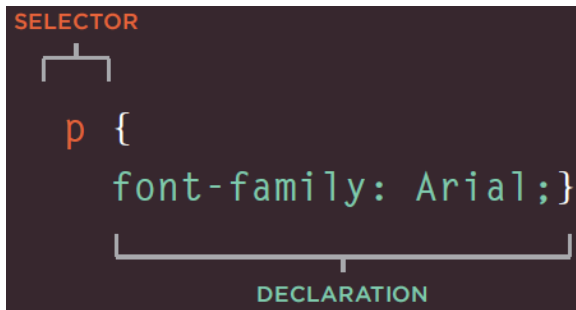 SELECTOR
p {
font-family: Arial;}
DECLARATION